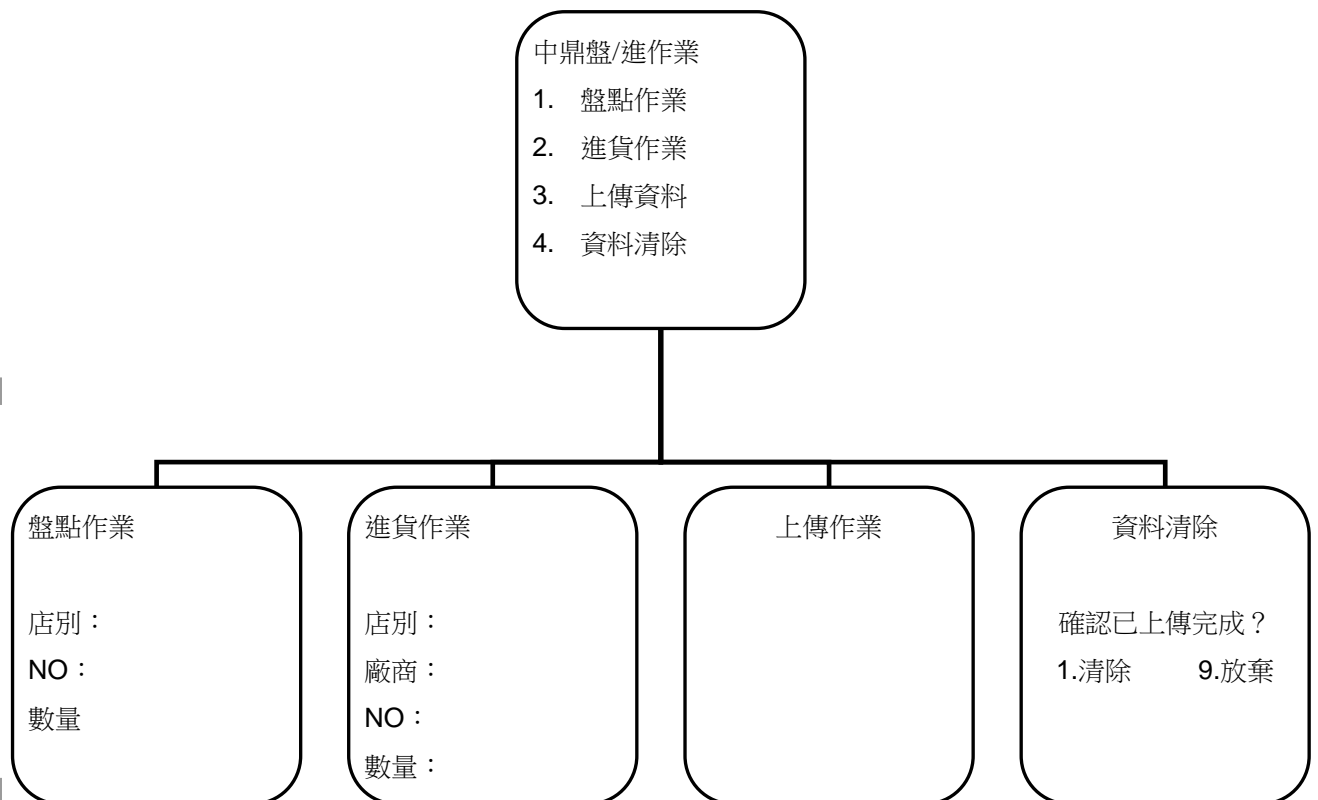 中鼎盤/進作業
1. 盤點作業
2. 進貨作業
3. 上傳資料
4. 資料清除
盤點作業
店別：
NO：
數量
進貨作業
店別：
廠商：
NO：
數量：
上傳作業
資料清除
確認已上傳完成？
1.清除 9.放棄